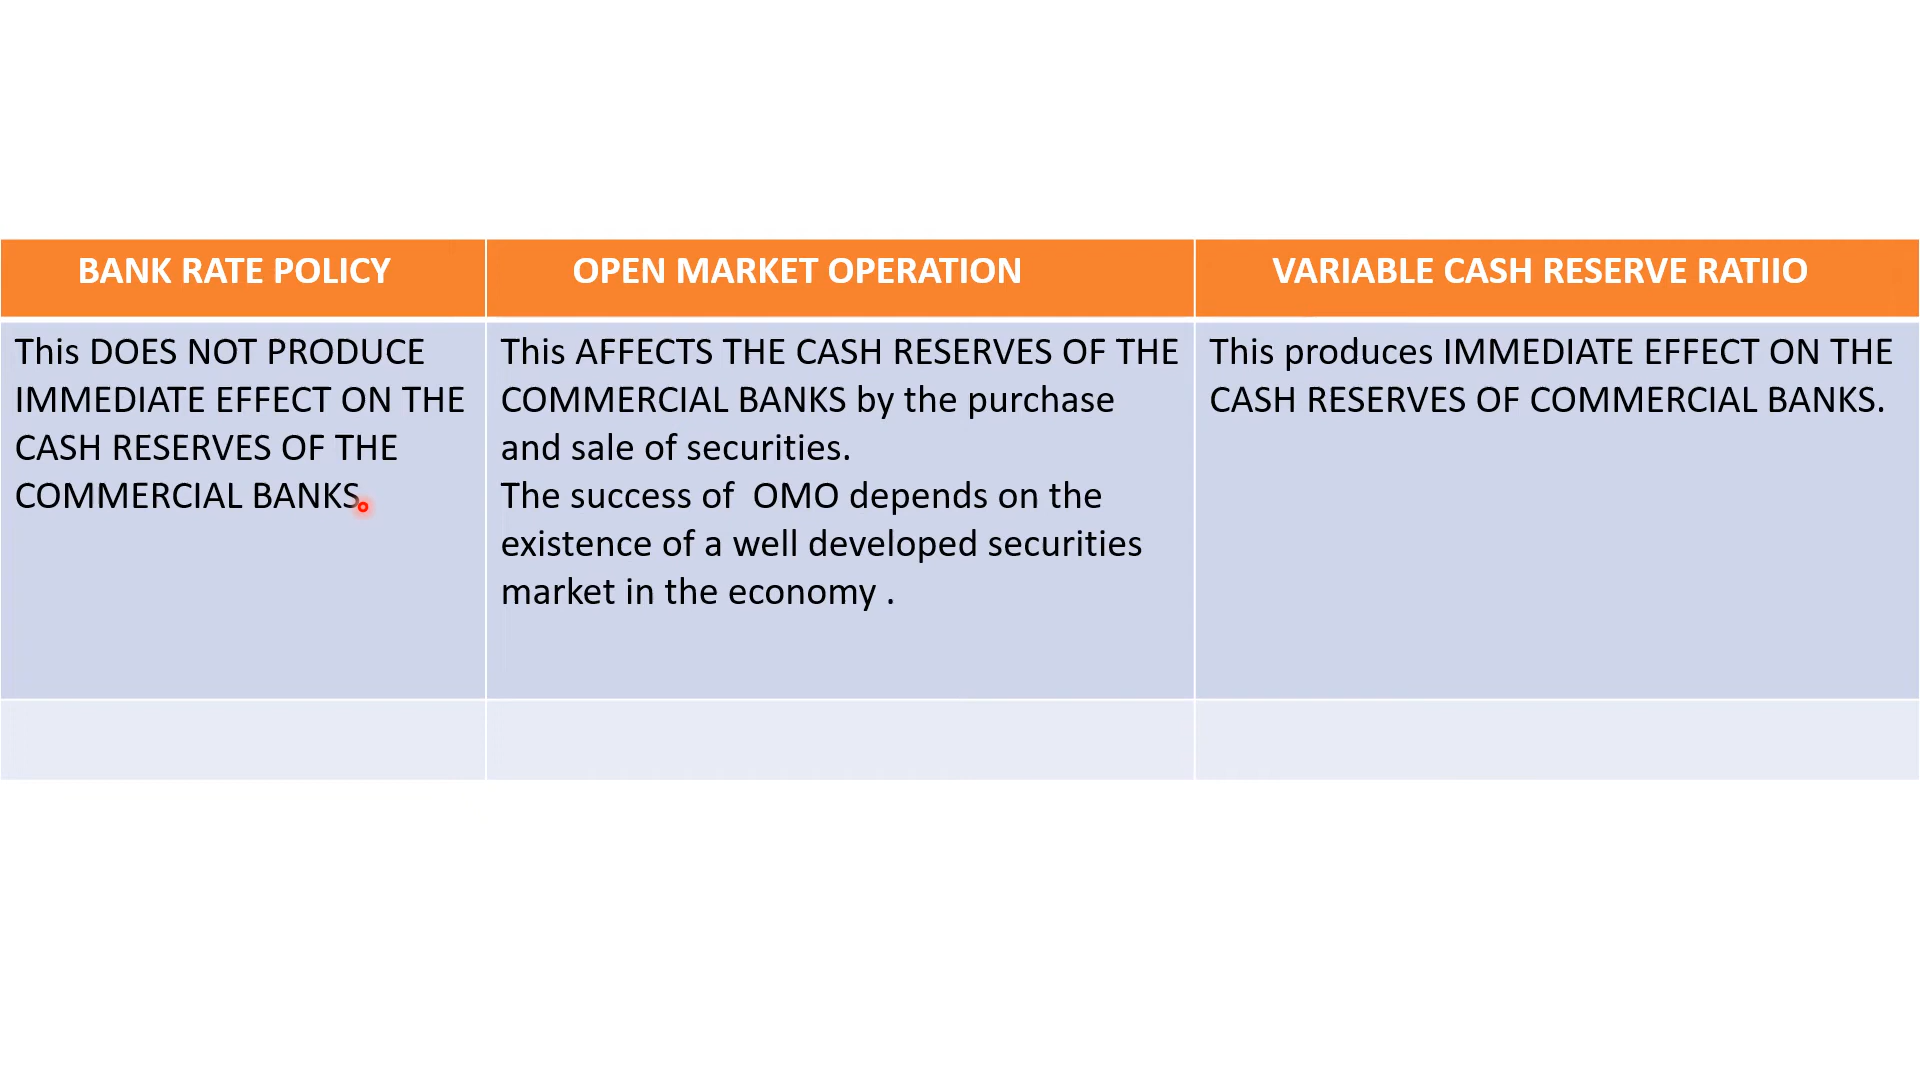 BANK RATE POLICY
OPEN MARKET OPERATION
VARIABLE CASH RESERVE RATIIO
This DOES NOT PRODUCE
IMMEDIATE EFFECT ON THE
CASH RESERVES OF THE
COMMERCIAL BANKS.
This AFFECTS THE CASH RESERVES OF THE
COMMERCIAL BANKS by the purchase
and sale of securities.
The success of  OMO depends on the
existence of a well developed securities
market in the economy .
This produces IMMEDIATE EFFECT ON THE
CASH RESERVES OF COMMERCIAL BANKS.